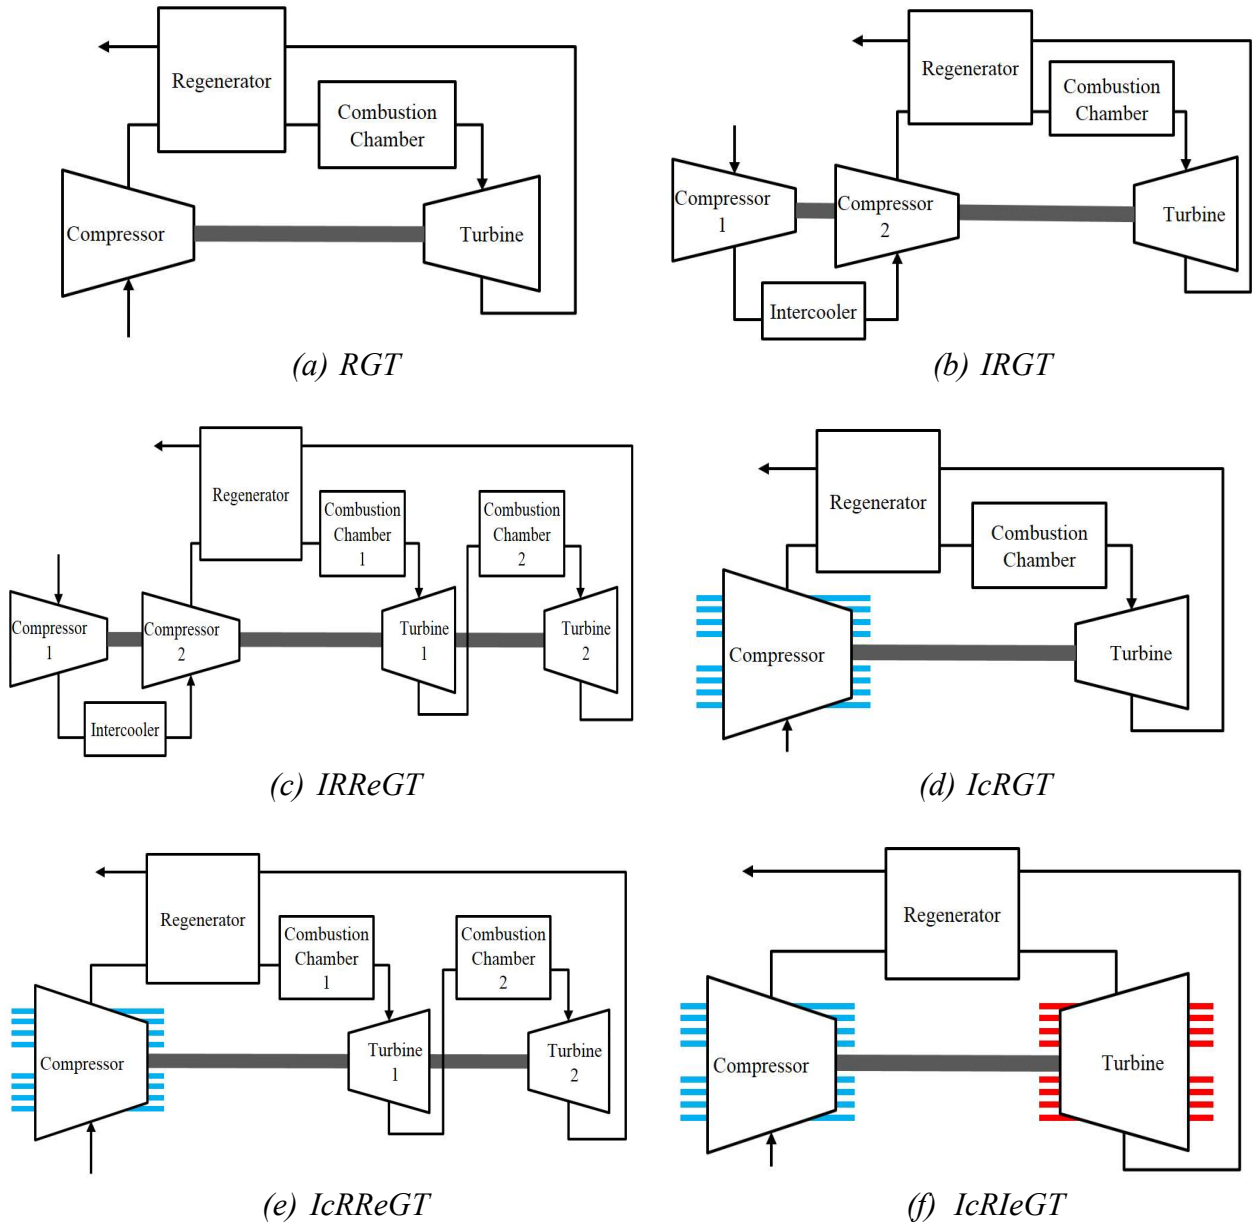 Regenerator
Combustion
Chamber
Compressor
Turbine
(a) RGT
Regenerator
Combustion
Chamber
Compressor
1
Compressor
2
Turbine
Intercooler
(b) IRGT
Regenerator
Combustion
Chamber
1
Combustion
Chamber
2
Compressor
1
Compressor
2
Turbine
1
Turbine
2
Intercooler
(c) IRReGT
Regenerator
Combustion
Chamber
Compressor
Turbine
(d) IcRGT
Regenerator
Combustion
Chamber
1
Combustion
Chamber
2
Compressor
Turbine
1
Turbine
2
(e) IcRReGT
Regenerator
Compressor
Turbine
(f) IcRIeGT